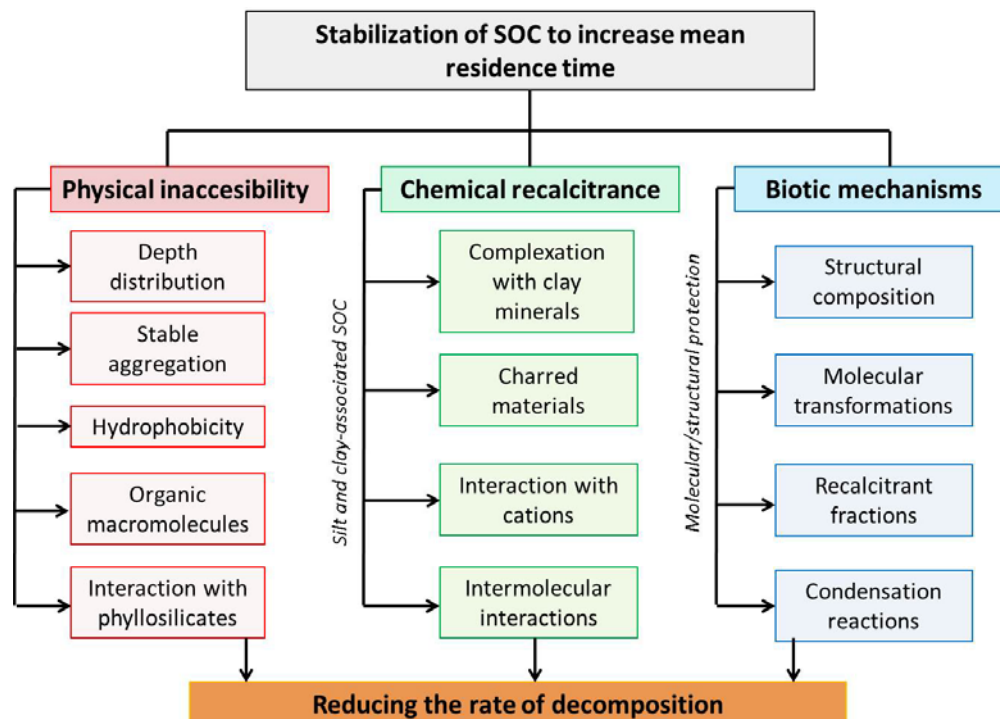 Stabilization of SOC to increase mean
residence time
Physical inaccesibility
Depth
distribution
Stable
aggregation
Hydrophobicity
Organic
macromolecules
Interaction with
phyllosilicates
Chemical recalcitrance
Silt and clay-associated SOC
Complexation
with clay
minerals
Charred
materials
Interaction with
cations
Intermolecular
interactions
Biotic mechanisms
Molecular/structural protection
Structural
composition
Molecular
transformations
Recalcitrant
fractions
Condensation
reactions
Reducing the rate of decomposition